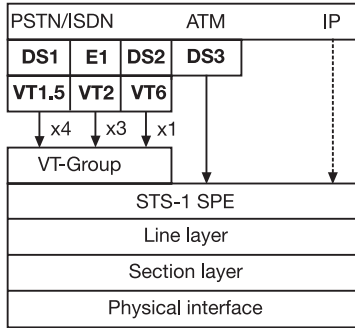 PSTN/ISDN ATM IP
DS1 E1 DS2 DS3
VT1.5 VT2 VT6
x4 x3 x1
VT-Group
STS-1 SPE
Line layer
Section layer
Physical interface